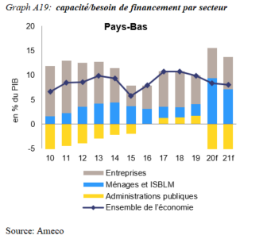 Graph A19: capacité/besoin de financement par secteur
Pays-Bas
20
15
10
5
0
-5
en % du PIB
10 11 12 13 14 15 16 17 18 19 20f 21f
Entreprises
Ménages et ISBLM
Administrations publiques
Ensemble de l'économie
Source: Ameco